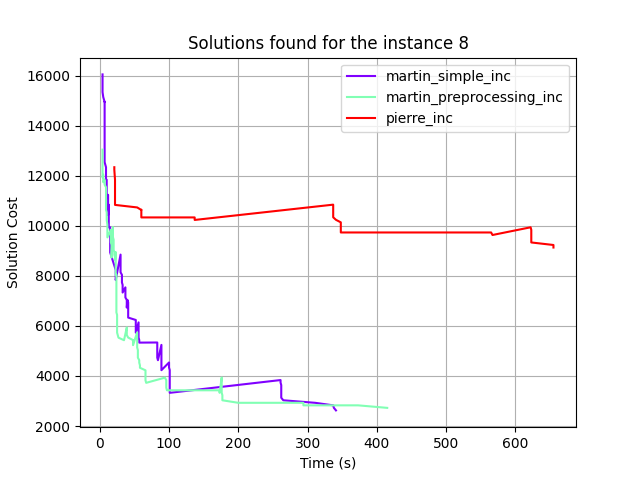 Solutions found for the instance 8
martin_simple_inc
martin_preprocessing_inc
pierre_inc
Solution Cost
16000
14000
12000
10000
8000
6000
4000
2000
0 100 200 300 400 500 600
Time (s)